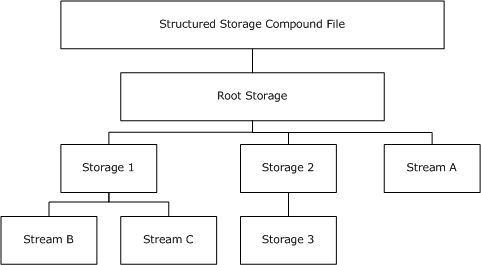 Structured Storage Compound File
Root Storage
Storage 1
Storage 2
Stream A
Stream B
Stream C
Storage 3